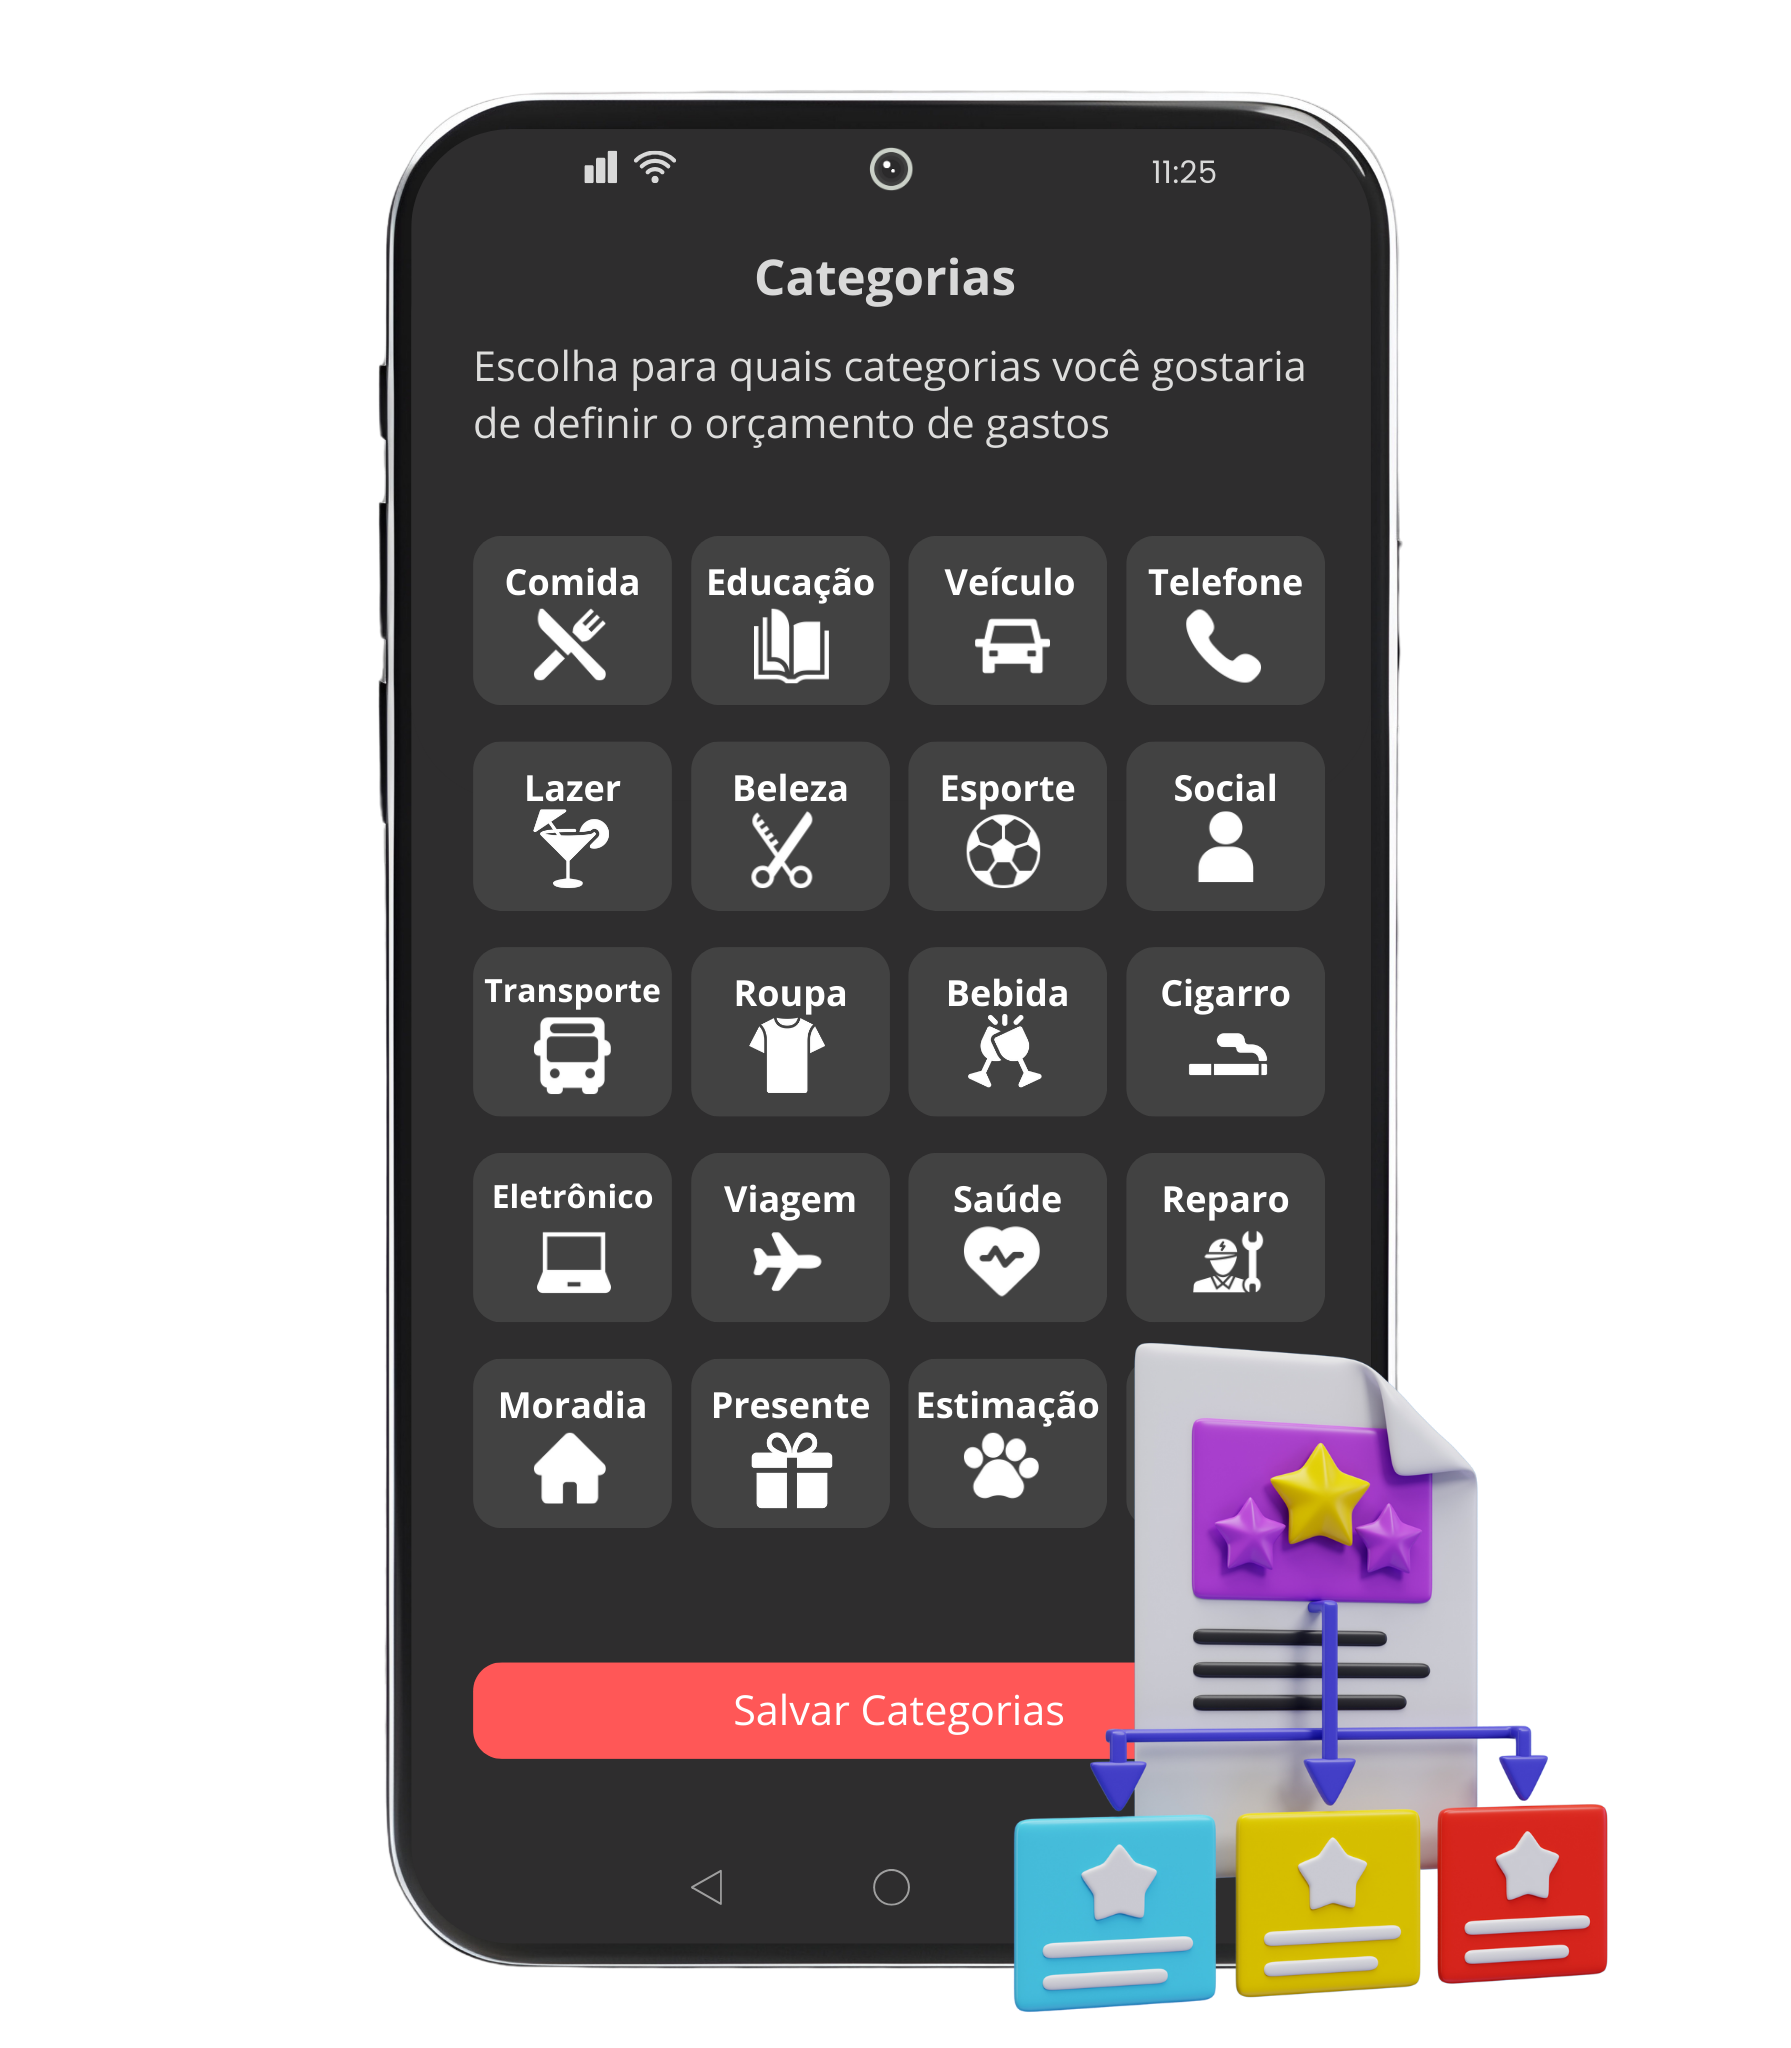 11:25
Categorias
Escolha para quais categorias você gostaria
de definir o orçamento de gastos
Comida
Educação
Veículo
Telefone
Lazer
Beleza
Esporte
Social
Transporte
Roupa
Bebida
Cigarro
Eletrônico
Viagem
Saúde
Reparo
Moradia
Presente
Estimação
Salvar Categorias